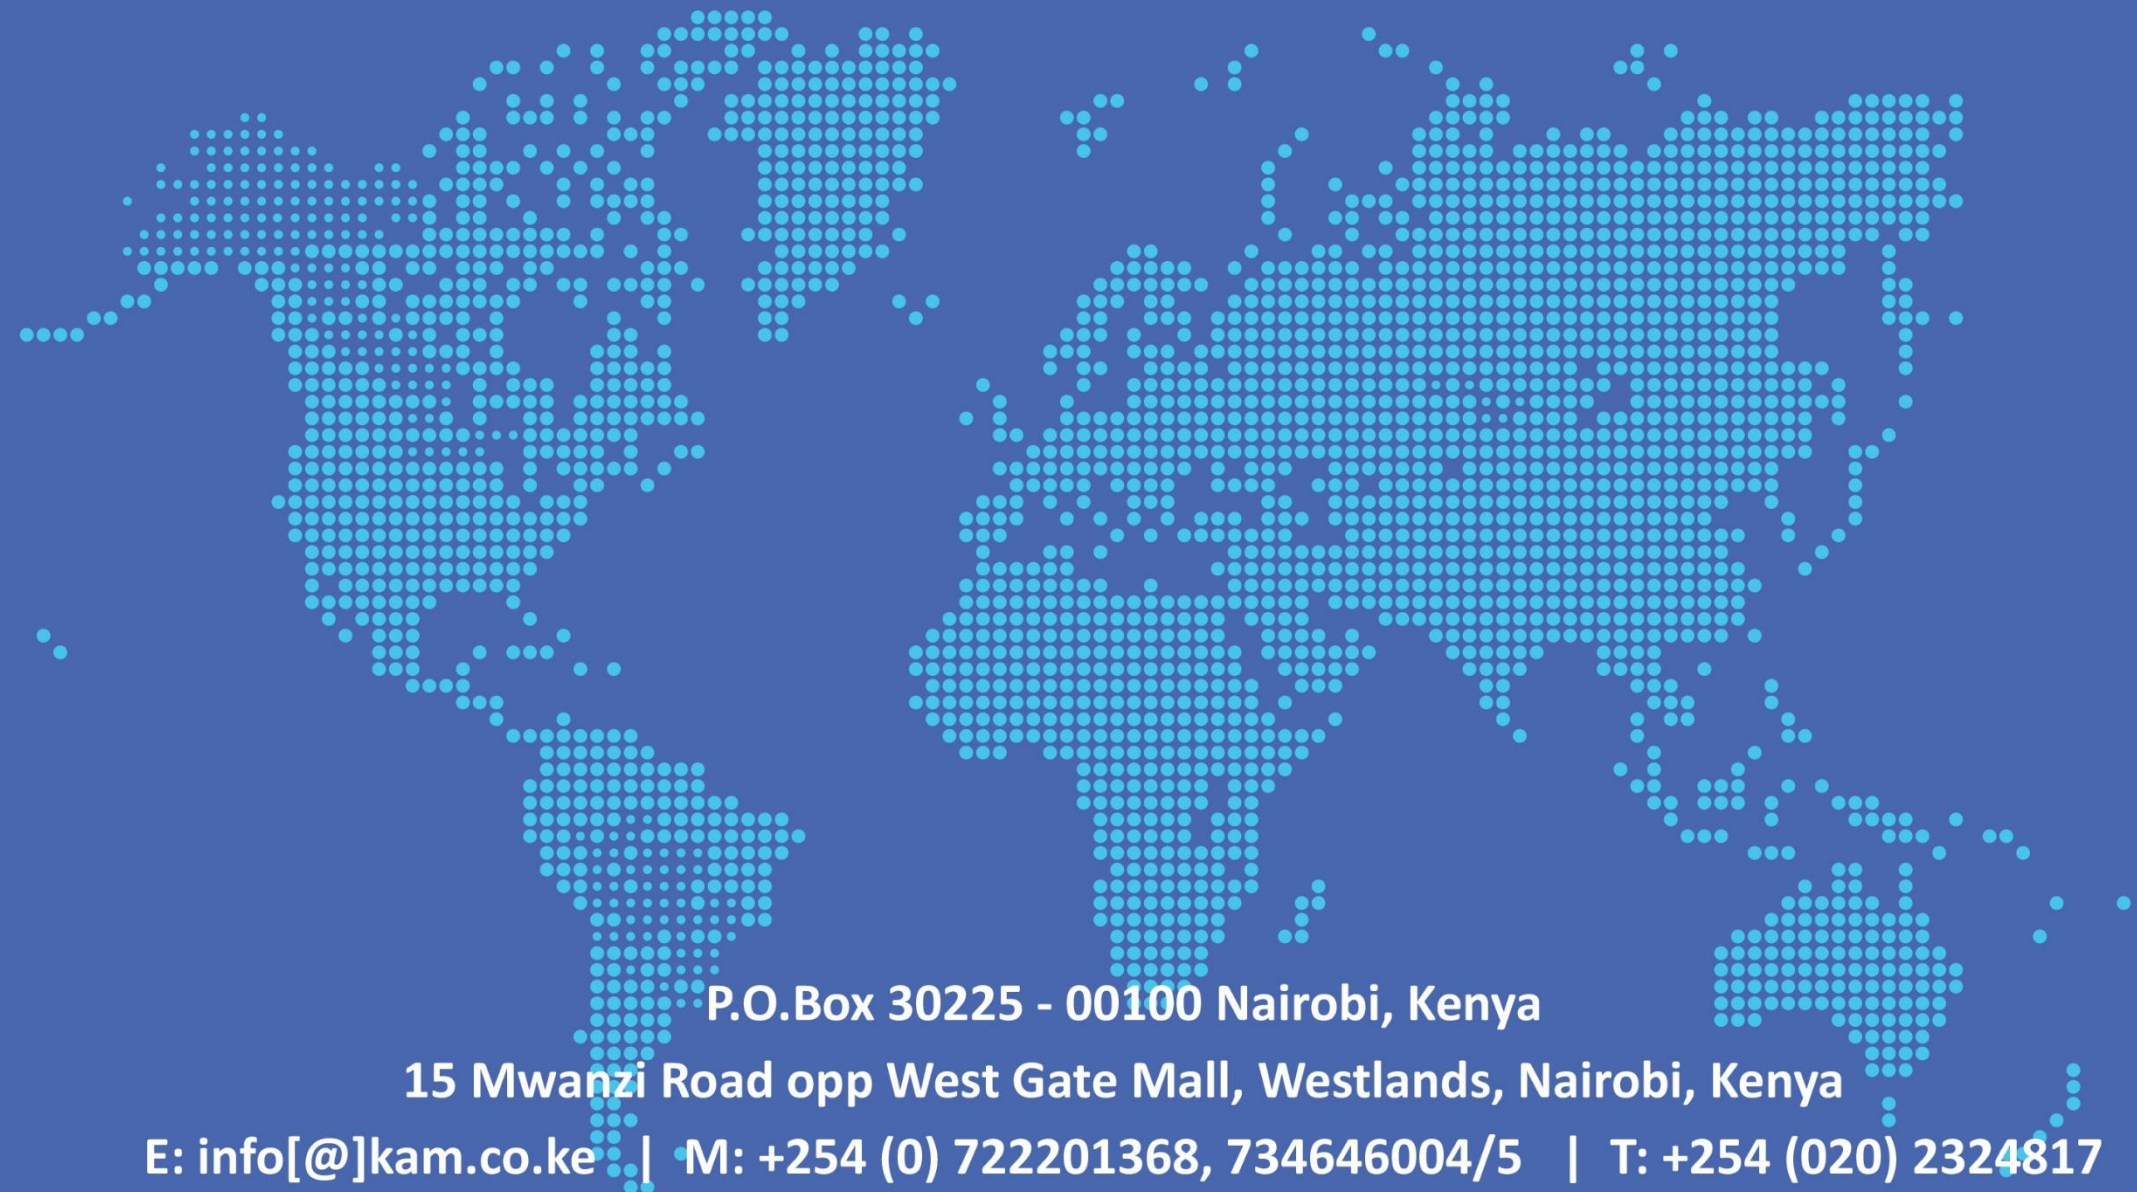 P.O.Box 30225 - 00100 Nairobi, Kenya
15 Mwanzi Road opp West Gate Mall, Westlands, Nairobi, Kenya
E: info[@]kam.co.ke | M: +254 (0) 722201368, 734646004/5 | T: +254 (020) 2324817